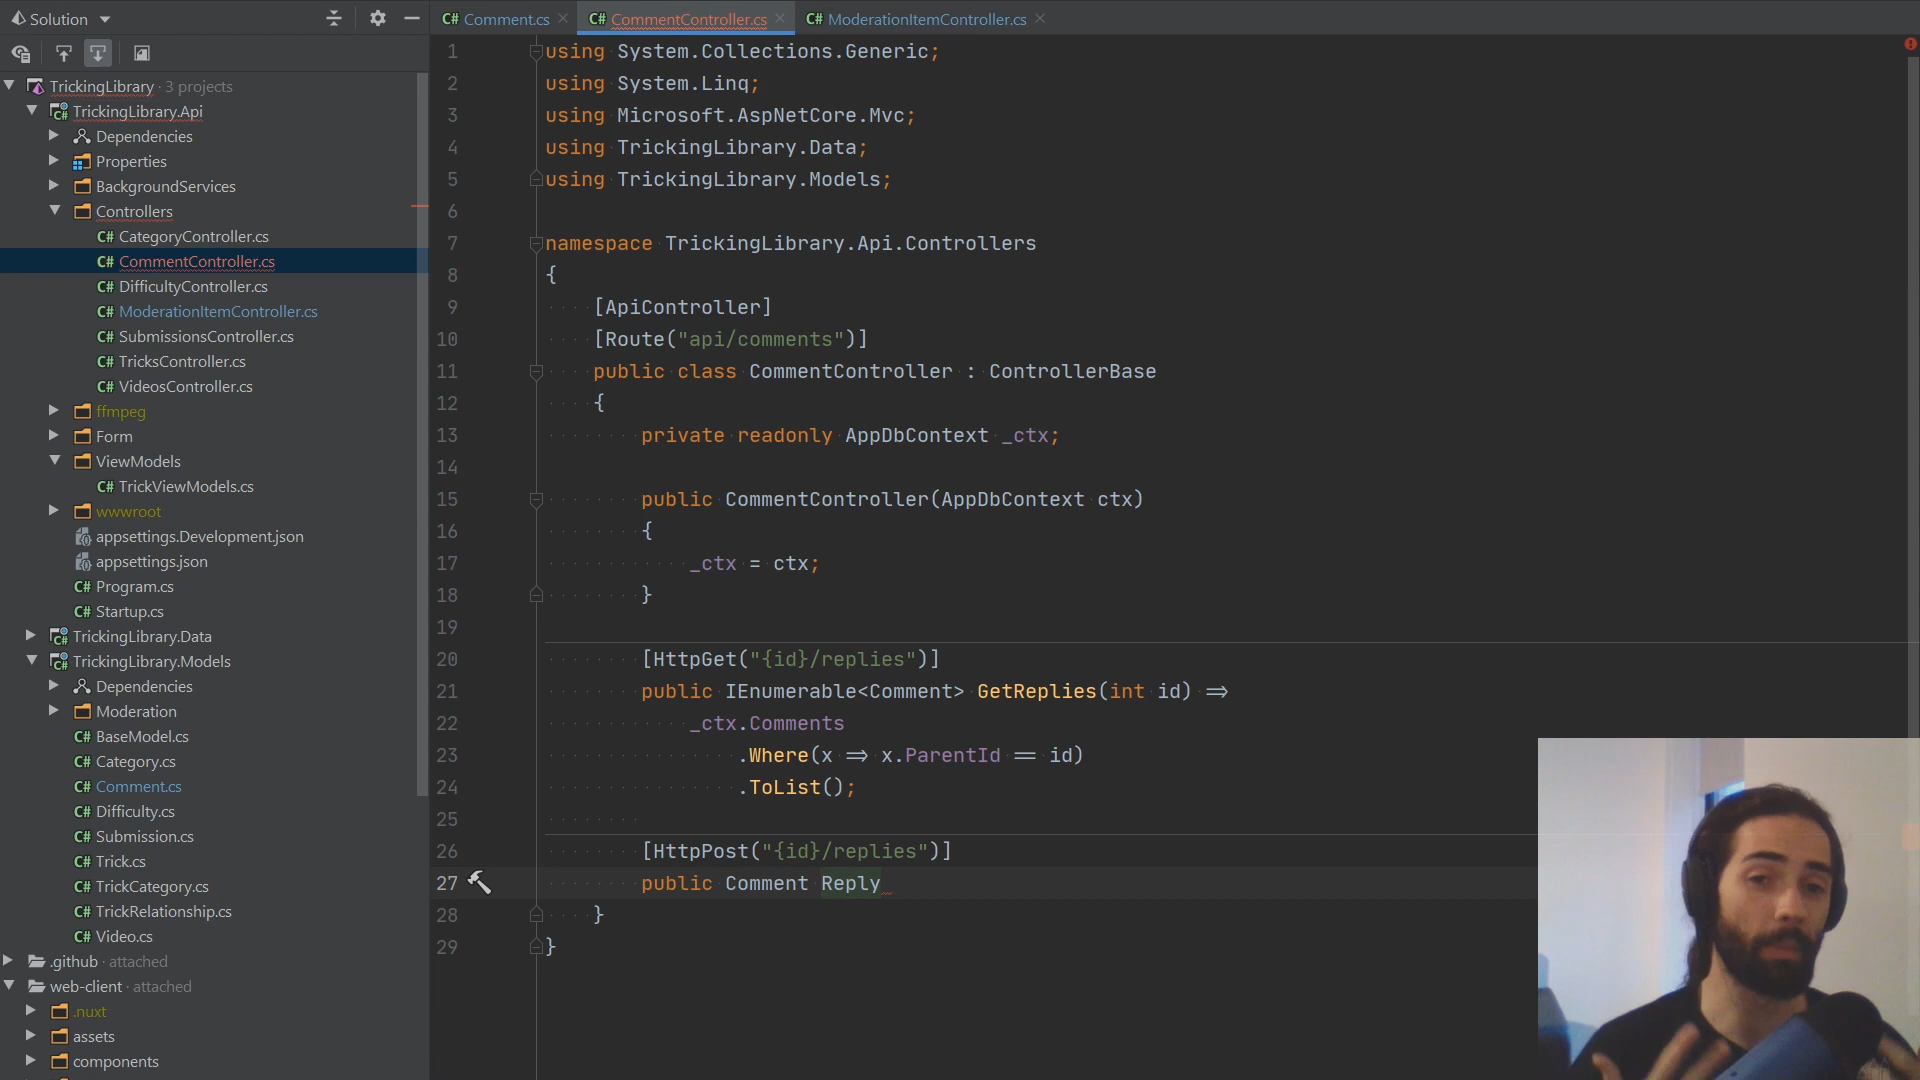 Solution
TrickingLibrary · 3 projects
TrickingLibrary.Api
Dependencies
Properties
BackgroundServices
Controllers
C# CategoryController.cs
C# CommentController.cs
C# DifficultyController.cs
C# ModerationItemController.cs
C# SubmissionsController.cs
C# TricksController.cs
C# VideosController.cs
ffmpeg
Form
ViewModels
C# TrickViewModels.cs
wwwroot
appsettings.Development.json
appsettings.json
C# Program.cs
C# Startup.cs
TrickingLibrary.Data
TrickingLibrary.Models
Dependencies
Moderation
C# BaseModel.cs
C# Category.cs
C# Comment.cs
C# Difficulty.cs
C# Submission.cs
C# Trick.cs
C# TrickCategory.cs
C# TrickRelationship.cs
C# Video.cs
.github · attached
web-client · attached
.nuxt
assets
components
C# Comment.cs C# CommentController.cs C# ModerationItemController.cs
1 using System.Collections.Generic;
2 using System.Linq;
3 using Microsoft.AspNetCore.Mvc;
4 using TrickingLibrary.Data;
5 using TrickingLibrary.Models;
6
7 namespace TrickingLibrary.Api.Controllers
8 {
9 [ApiController]
10 [Route("api/comments")]
11 public class CommentController : ControllerBase
12 {
13 private readonly AppDbContext _ctx;
14
15 public CommentController(AppDbContext ctx)
16 {
17 _ctx = ctx;
18 }
19
20 [HttpGet("{id}/replies")]
21 public IEnumerable<Comment> GetReplies(int id) =>
22 _ctx.Comments
23 .Where(x => x.ParentId == id)
24 .ToList();
25
26 [HttpPost("{id}/replies")]
27 public Comment Reply
28 }
29 }